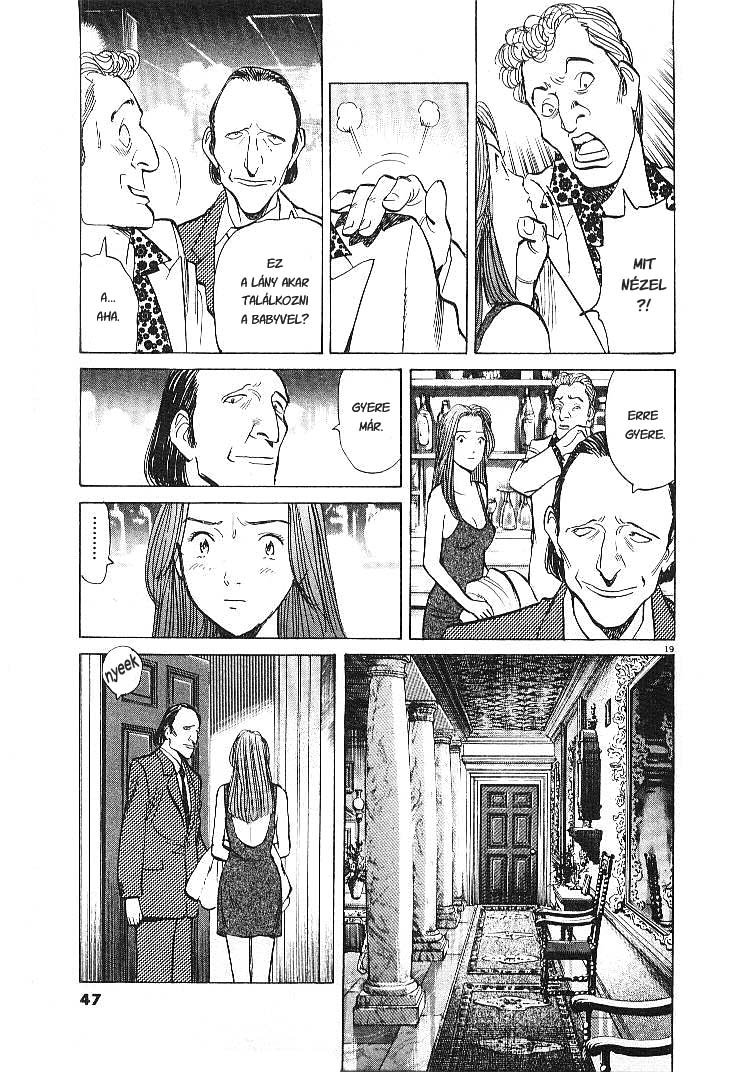 MIT
NÉZEL
?!
EZ
A LÁNY AKAR
TALÁLKOZNI
A BABYVEL?
A...
AHA.
ERRE
GYERE.
GYERE
MÁR.
........
19
nyeek
47